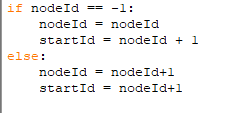 if nodeId == -1:
    nodeId = nodeId
    startId = nodeId + 1
else:
    nodeId = nodeId+1
    startId = nodeId+1